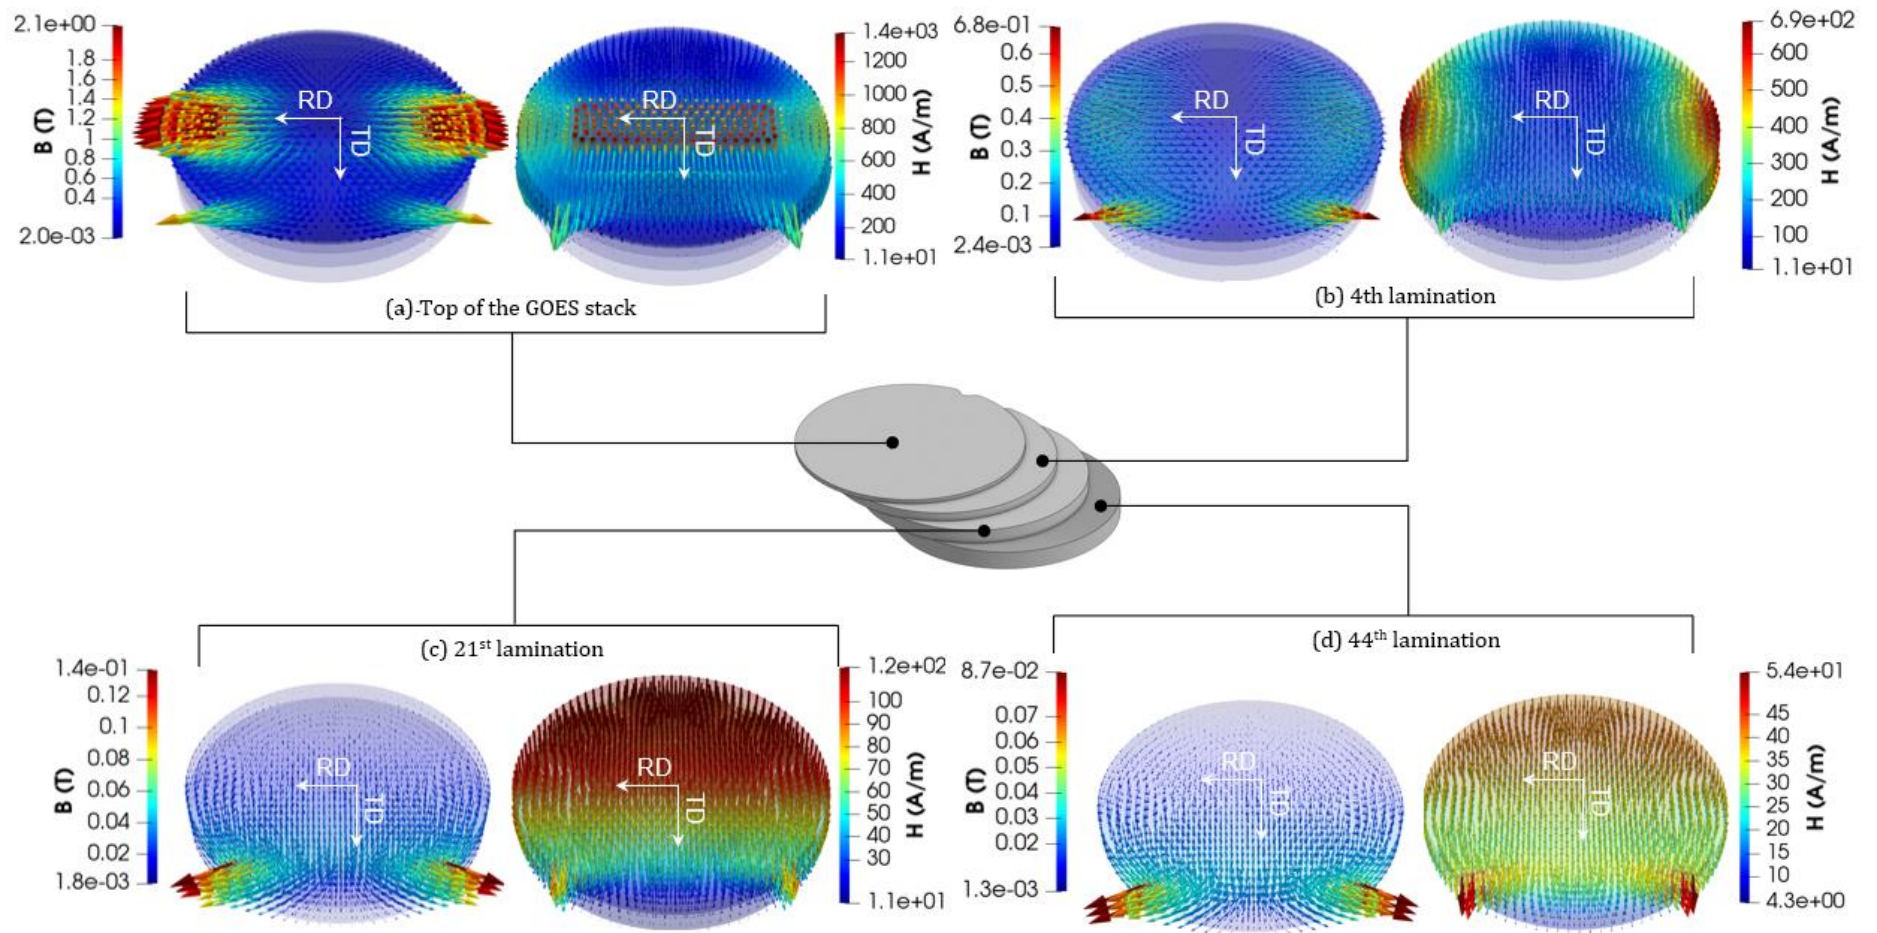 2.1e+00
1.8
1.6
1.4
1.2
1
0.8
0.6
0.4
2.0e-03
B (T)
RD
TD
RD
TD
1.4e+03
1200
1000
800
600
400
200
1.1e+01
H (A/m)
(a)-Top of the GOES stack
6.8e-01
0.6
0.5
0.4
0.3
0.2
0.1
2.4e-03
B (T)
RD
TD
RD
TD
6.9e+02
600
500
400
300
200
100
1.1e+01
H (A/m)
(b) 4th lamination
(c) 21st lamination
1.4e-01
0.12
0.1
0.08
0.06
0.04
0.02
1.8e-03
B (T)
RD
TD
RD
TD
1.2e+02
100
90
80
70
60
50
40
30
1.1e+01
H (A/m)
(d) 44th lamination
8.7e-02
0.07
0.06
0.05
0.04
0.03
0.02
1.3e-03
B (T)
RD
TD
RD
TD
5.4e+01
45
40
35
30
25
20
15
10
4.3e+00
H (A/m)